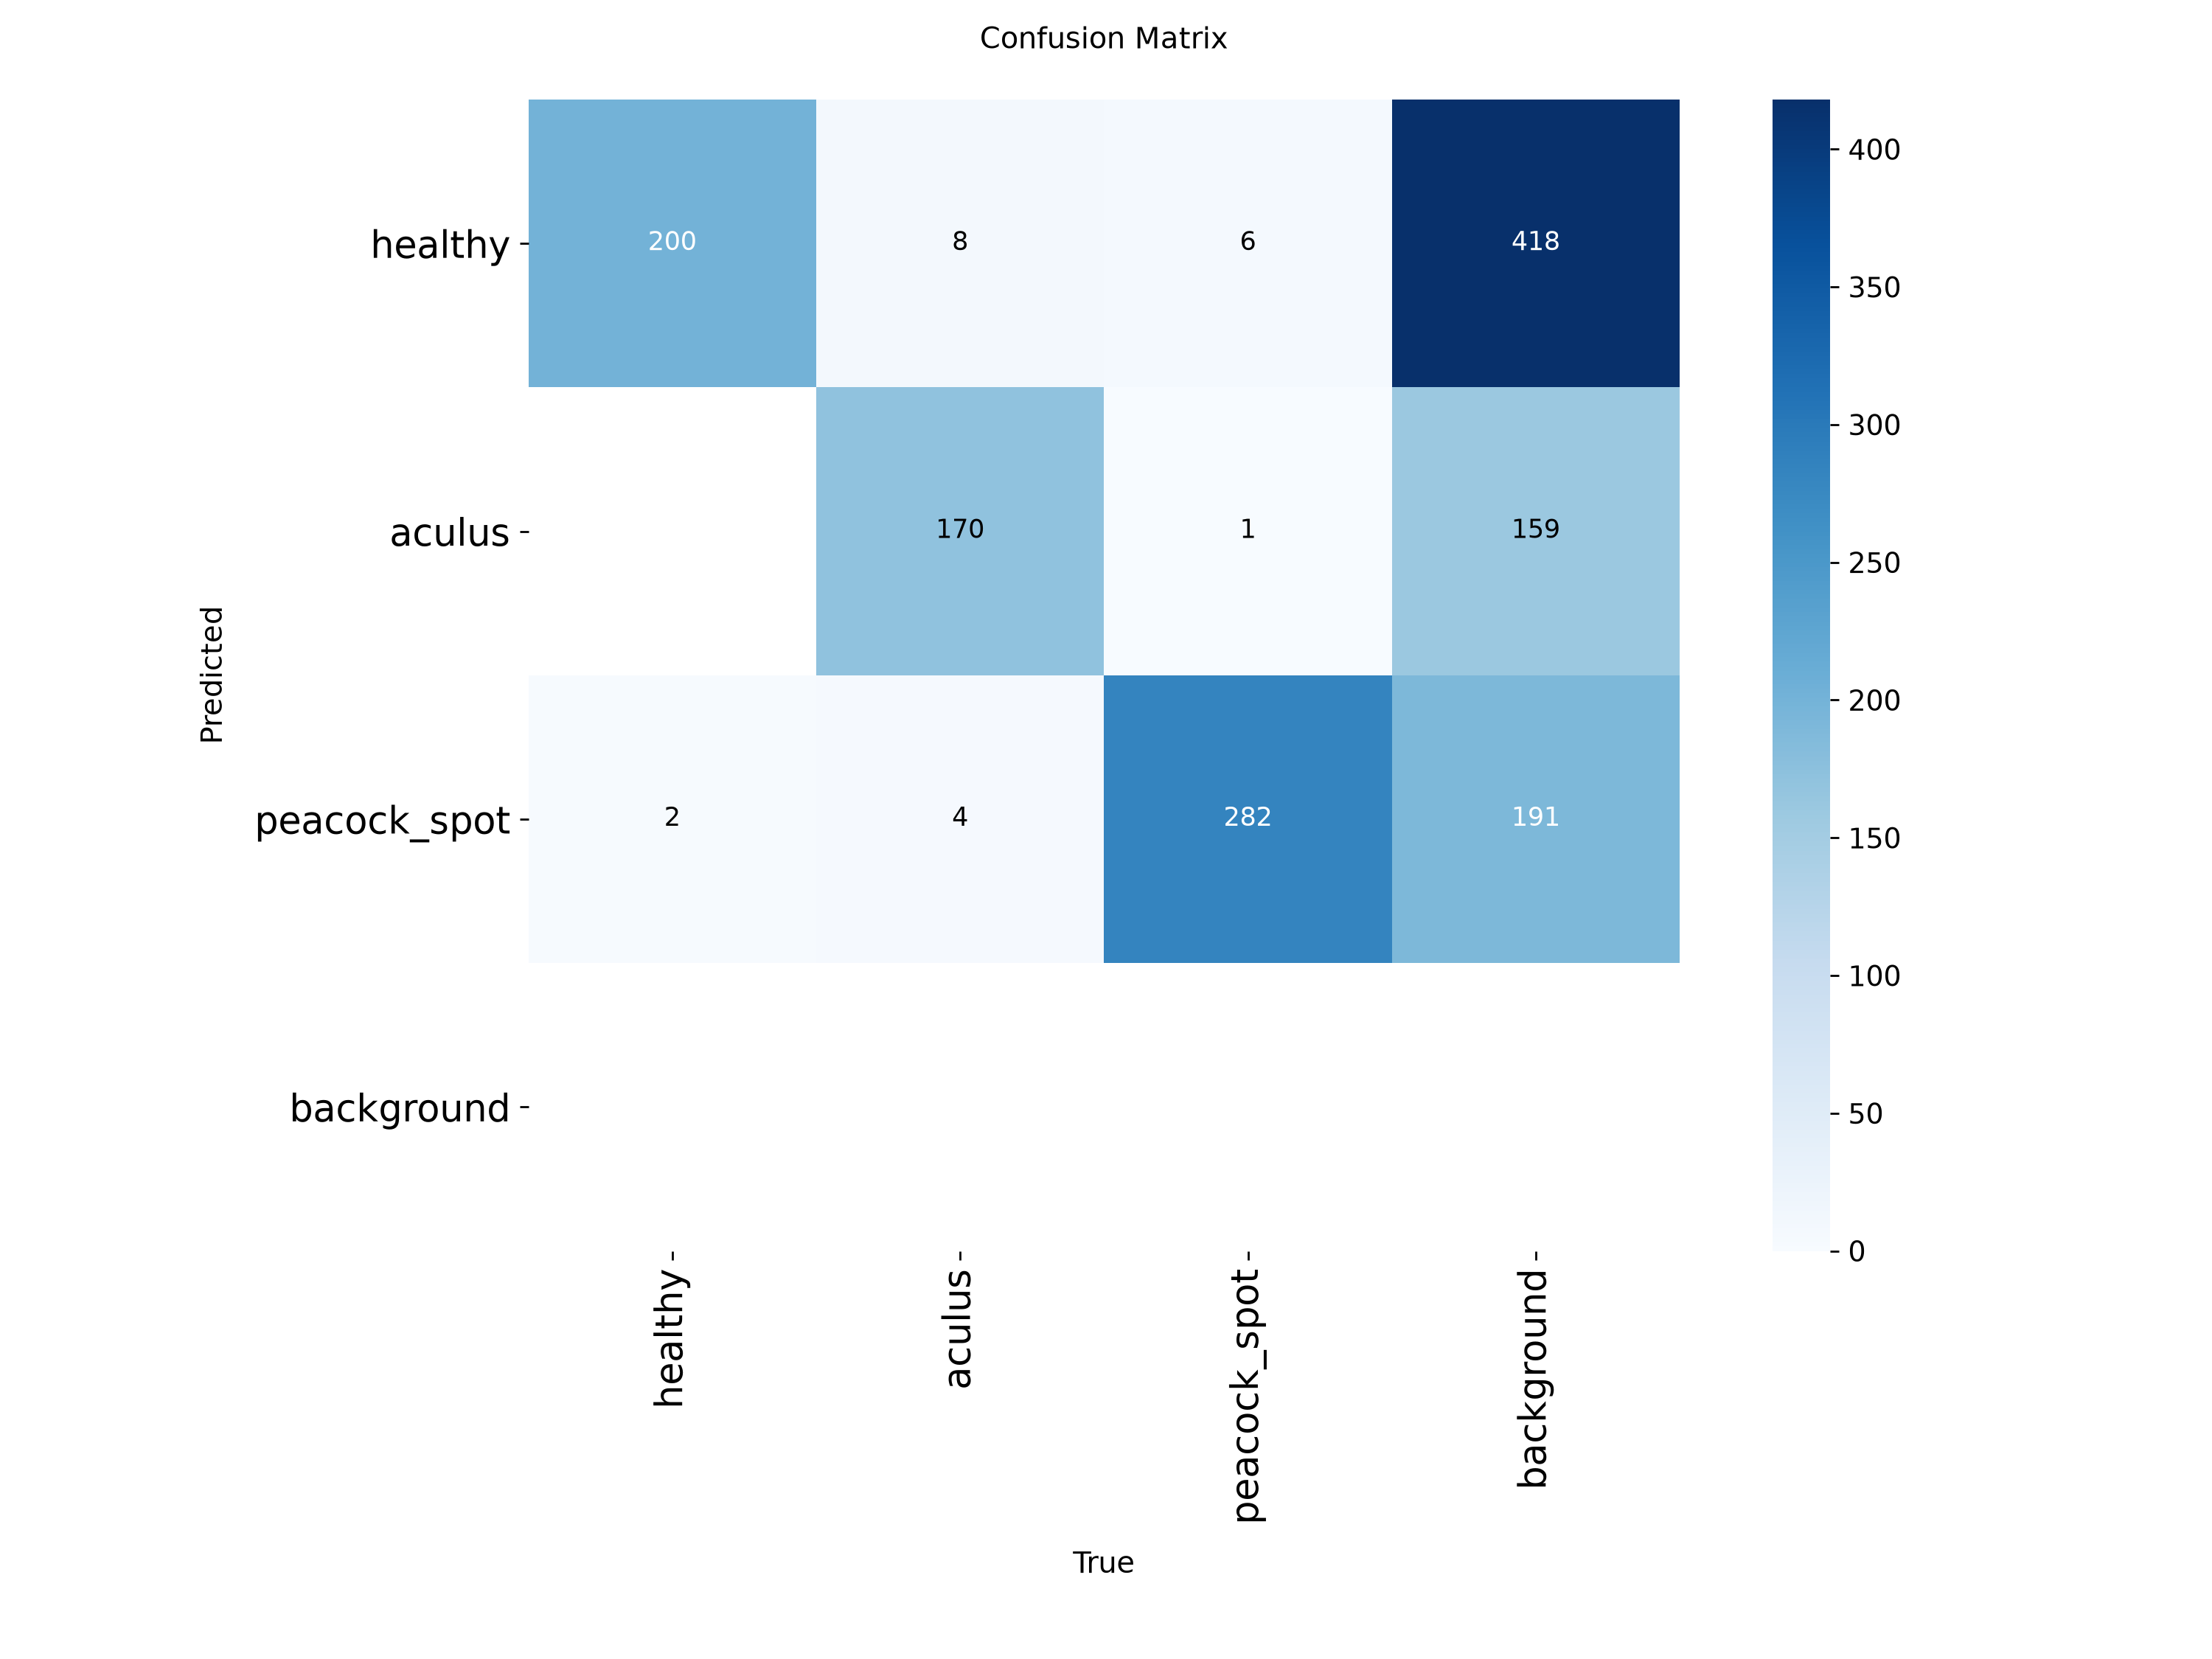 Confusion Matrix
healthy
200
8
6
418
aculus
170
1
159
peacock_spot
2
4
282
191
background
healthy
aculus
peacock_spot
background
Predicted
True
400
350
300
250
200
150
100
50
0